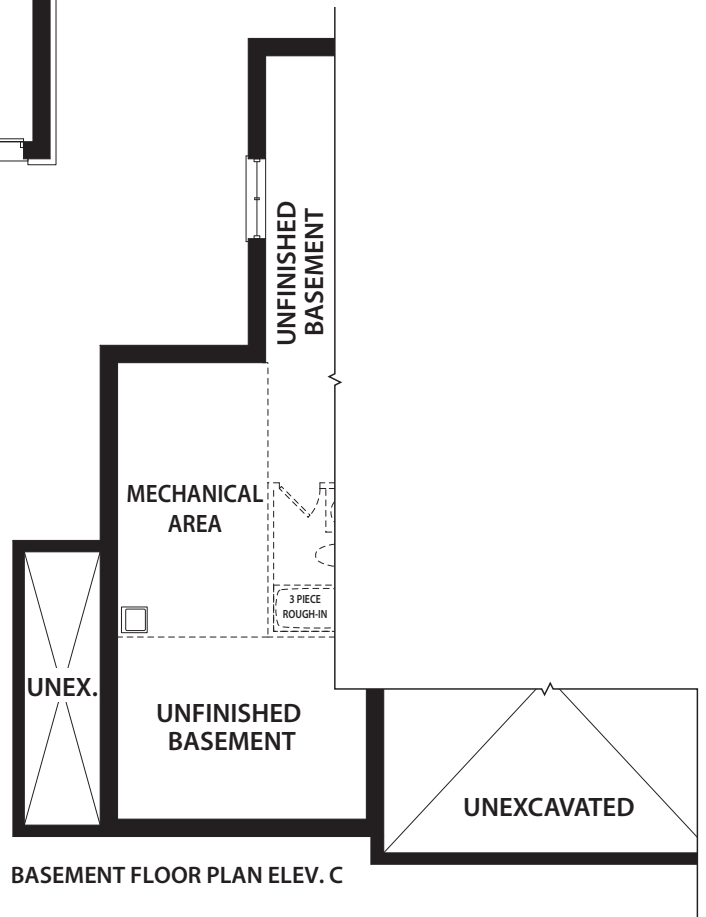 UNFINISHED
BASEMENT
MECHANICAL
AREA
3 PIECE
ROUGH-IN
UNEX.
UNFINISHED
BASEMENT
UNEXCAVATED
BASEMENT FLOOR PLAN ELEV. C